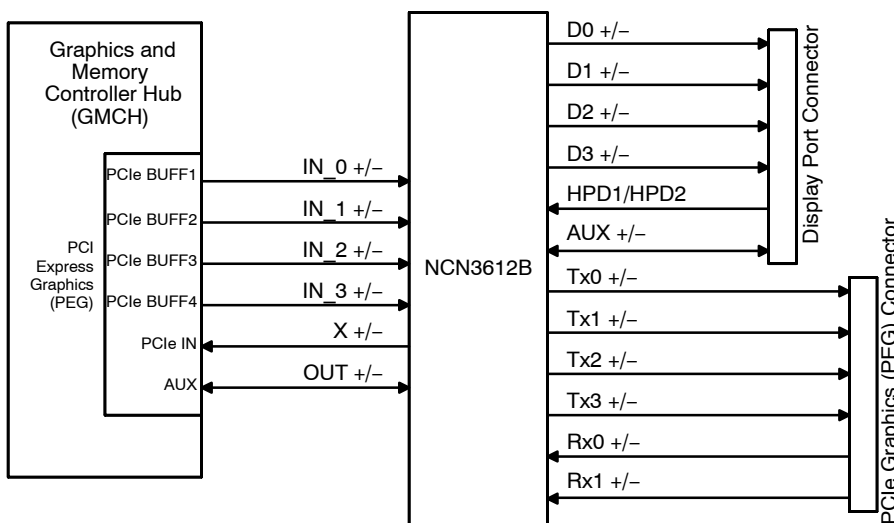 Graphics and
Memory
Controller Hub
(GMCH)
PCI
Express
Graphics
(PEG)
PCIe BUFF1
PCIe BUFF2
PCIe BUFF3
PCIe BUFF4
PCIe IN
AUX
IN_0 +/−
IN_1 +/−
IN_2 +/−
IN_3 +/−
X +/−
OUT +/−
NCN3612B
D0 +/−
D1 +/−
D2 +/−
D3 +/−
HPD1/HPD2
AUX +/−
Tx0 +/−
Tx1 +/−
Tx2 +/−
Tx3 +/−
Rx0 +/−
Rx1 +/−
Display Port Connector
PCIe Graphics (PEG) Connector